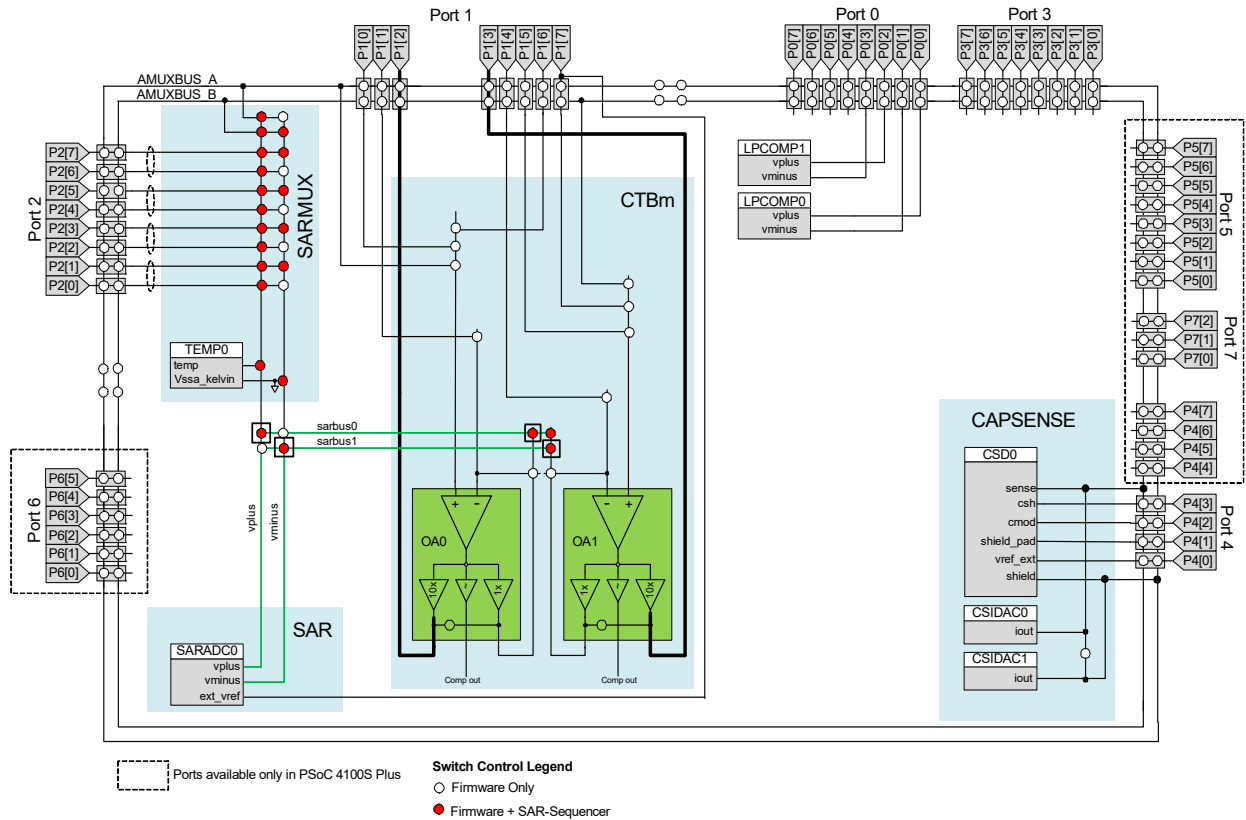 Port 1
Port 0
Port 3
P1[0]
P1[1]
P1[2]
P1[3]
P1[4]
P1[5]
P1[6]
P1[7]
P0[7]
P0[6]
P0[5]
P0[4]
P0[3]
P0[2]
P0[1]
P0[0]
P3[7]
P3[6]
P3[5]
P3[4]
P3[3]
P3[2]
P3[1]
P3[0]
AMUXBUS_A
AMUXBUS_B
Port 2
P2[7]
P2[6]
P2[5]
P2[4]
P2[3]
P2[2]
P2[1]
P2[0]
SARMUX
TEMP0
temp
Vssa_kelvin
sarbus0
sarbus1
vplus
vminus
CTBm
+
-
OA0
10x
~
1x
Comp out
-
+
OA1
1x
~
10x
Comp out
LPCOMP1
vplus
vminus
LPCOMP0
vplus
vminus
P5[7]
P5[6]
P5[5]
P5[4]
P5[3]
P5[2]
P5[1]
P5[0]
Port 5
P7[2]
P7[1]
P7[0]
Port 7
P4[7]
P4[6]
P4[5]
P4[4]
P4[3]
P4[2]
P4[1]
P4[0]
Port 4
CAPSENSE
CSD0
sense
csh
cmod
shield_pad
vref_ext
shield
CSIDAC0
iout
CSIDAC1
iout
Port 6
P6[5]
P6[4]
P6[3]
P6[2]
P6[1]
P6[0]
SAR
SARADC0
vplus
vminus
ext_vref
Ports available only in PSoC 4100S Plus
Switch Control Legend
Firmware Only
Firmware + SAR-Sequencer